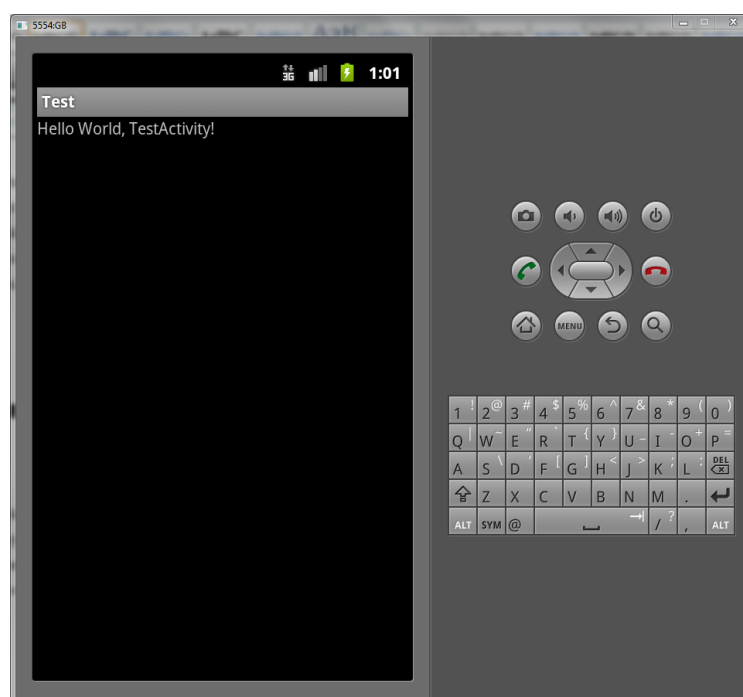 5554:GB
3G 1:01
Test
Hello World, TestActivity!
MENU
1 ! 2 @ 3 # 4 $ 5 % 6 ^ 7 & 8 * 9 ( 0 )
Q | W ~ E " R ` T { Y } U _ I - O + P =
A S \ D ' F [ G ] H < J > K ; L : DEL
Z X C V B N M .
ALT SYM @ / ? , ALT